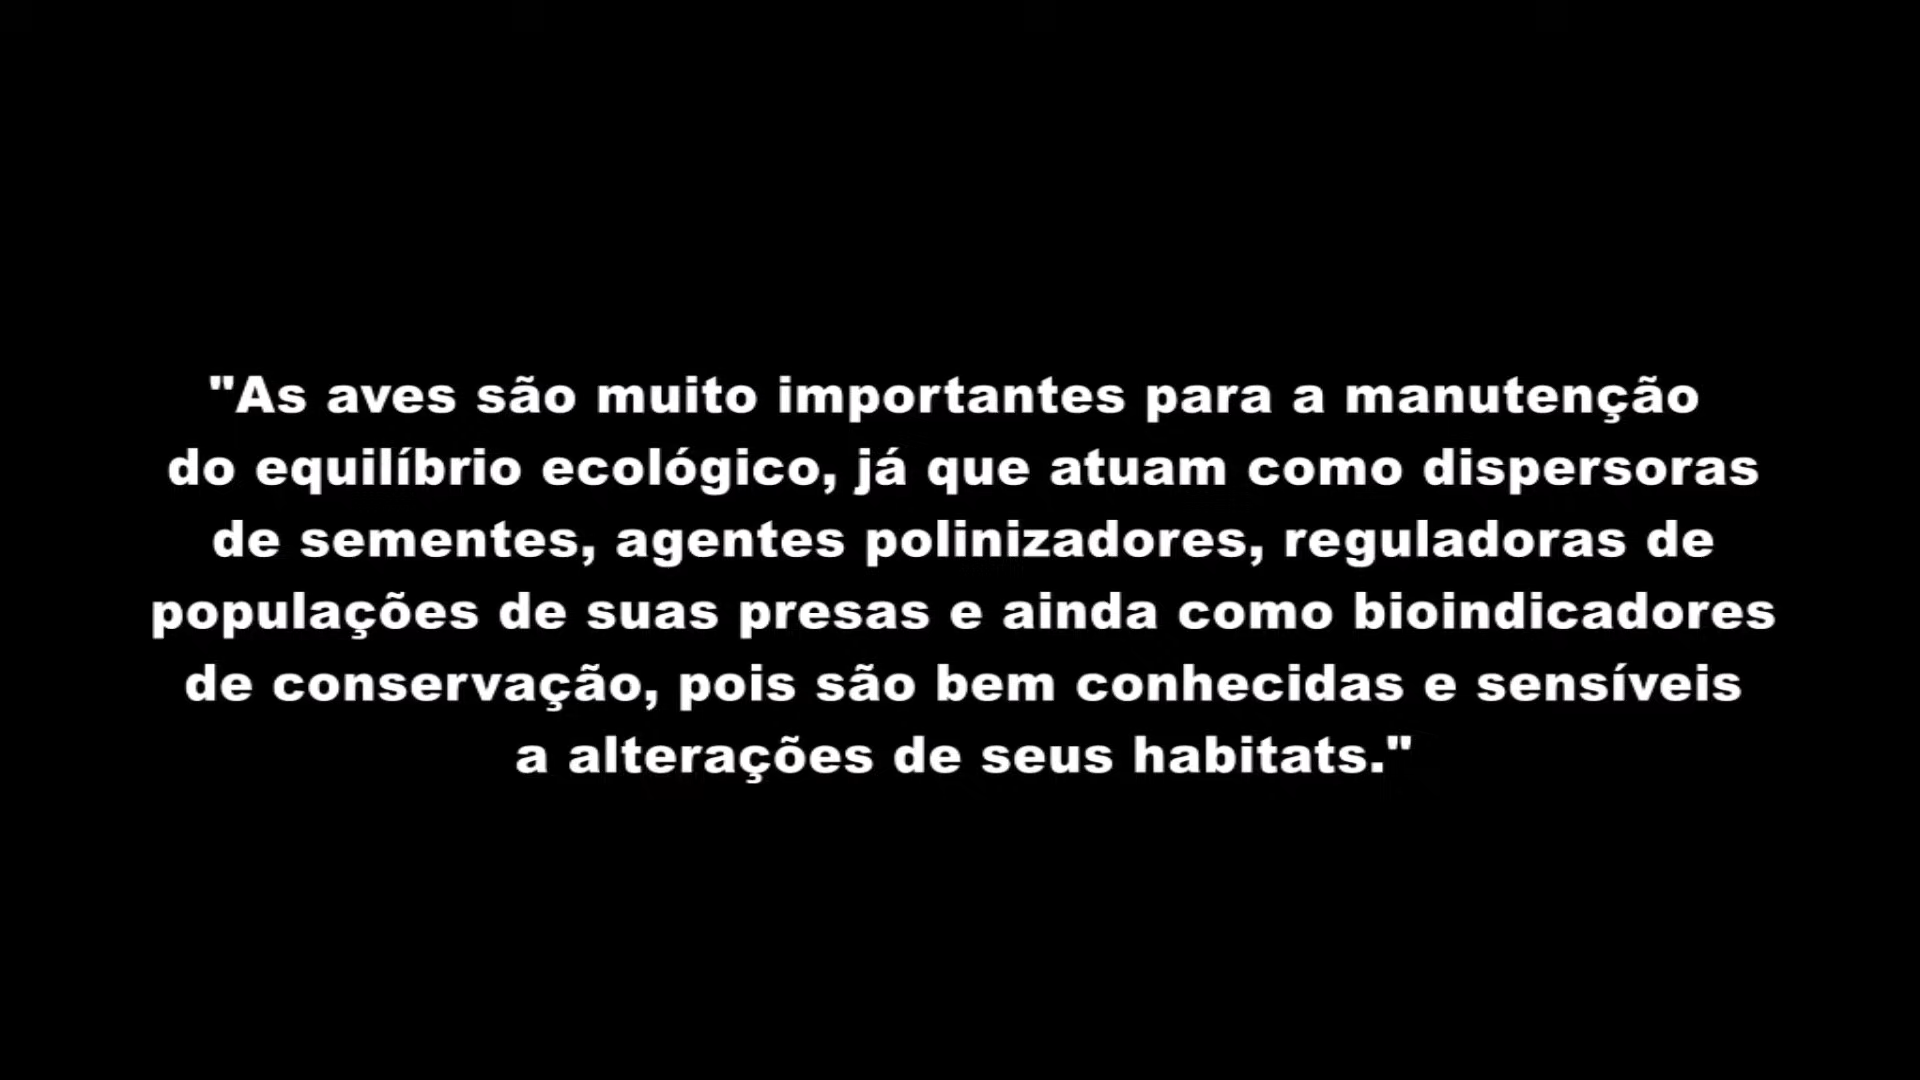 "As aves são muito importantes para a manutenção
do equilíbrio ecológico, já que atuam como dispersoras
de sementes, agentes polinizadores, reguladoras de
populações de suas presas e ainda como bioindicadores
de conservação, pois são bem conhecidas e sensíveis
a alterações de seus habitats."